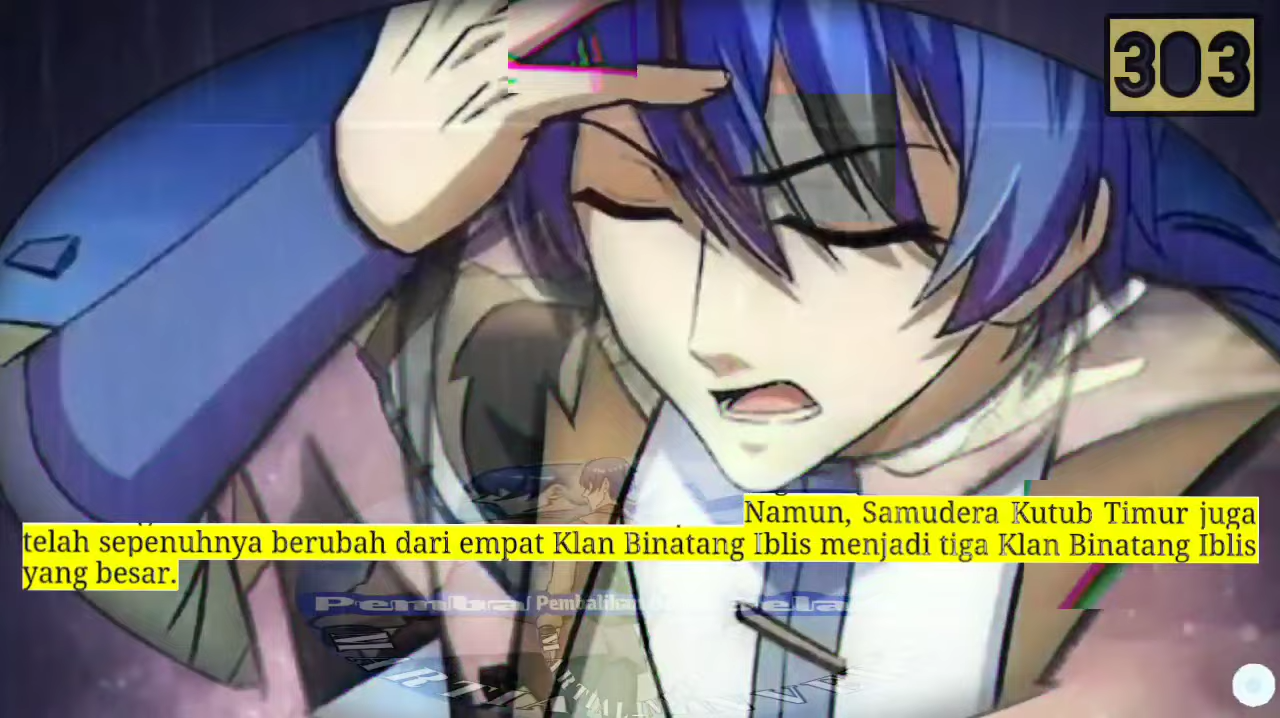 303
Namun, Samudera Kutub Timur juga
telah sepenuhnya berubah dari empat Klan Binatang Iblis menjadi tiga Klan Binatang Iblis
yang besar.